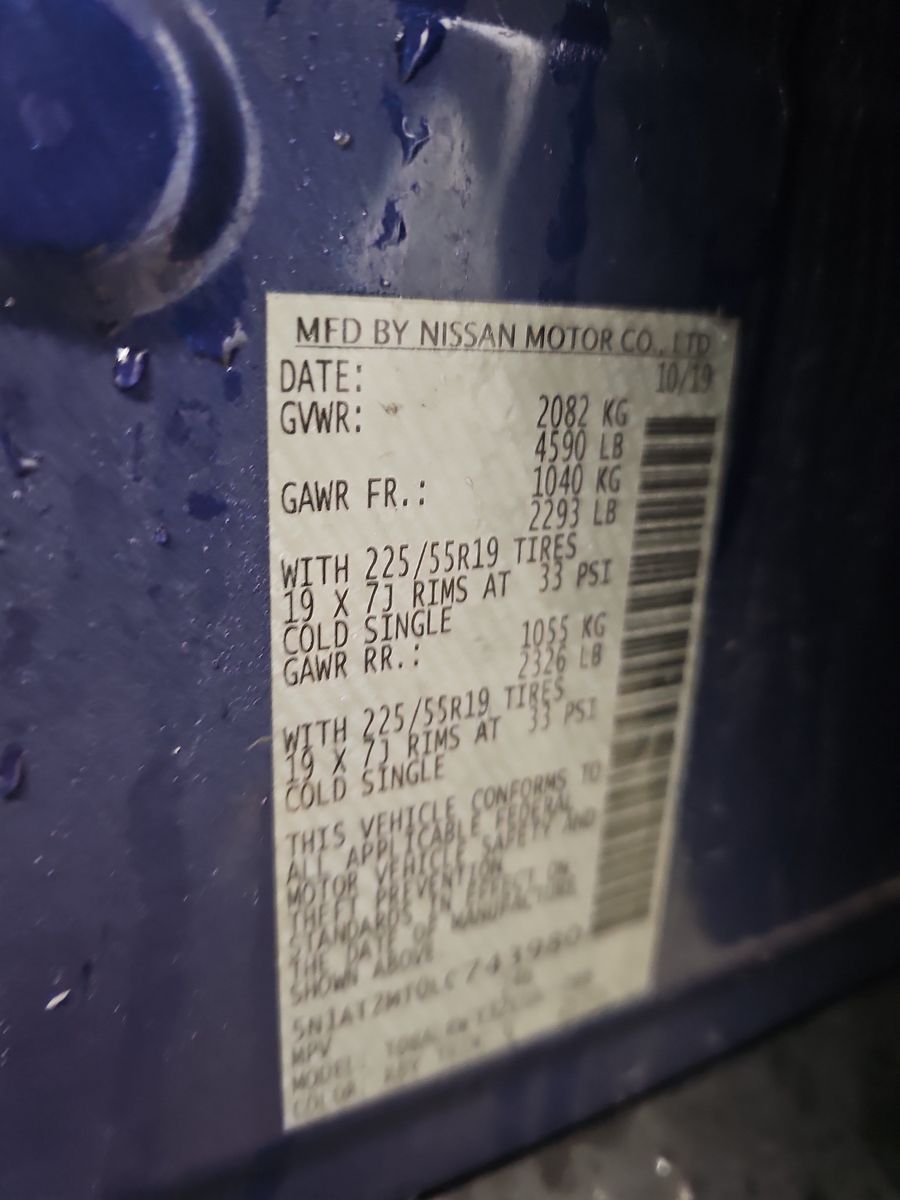 MFD BY NISSAN MOTOR CO., LTD
DATE: 10/19
GVWR: 2082 KG
4590 LB
GAWR FR.: 1040 KG
2293 LB
WITH 225/55R19 TIRES
19 X 7J RIMS AT 33 PSI
COLD SINGLE
GAWR RR.: 1055 KG
2326 LB
WITH 225/55R19 TIRES
19 X 7J RIMS AT 33 PSI
COLD SINGLE
THIS VEHICLE CONFORMS TO
ALL APPLICABLE FEDERAL
MOTOR VEHICLE SAFETY AND
THEFT PREVENTION
STANDARDS IN EFFECT ON
THE DATE OF MANUFACTURE
SHOWN ABOVE
MPV
MODEL:
COLOR: